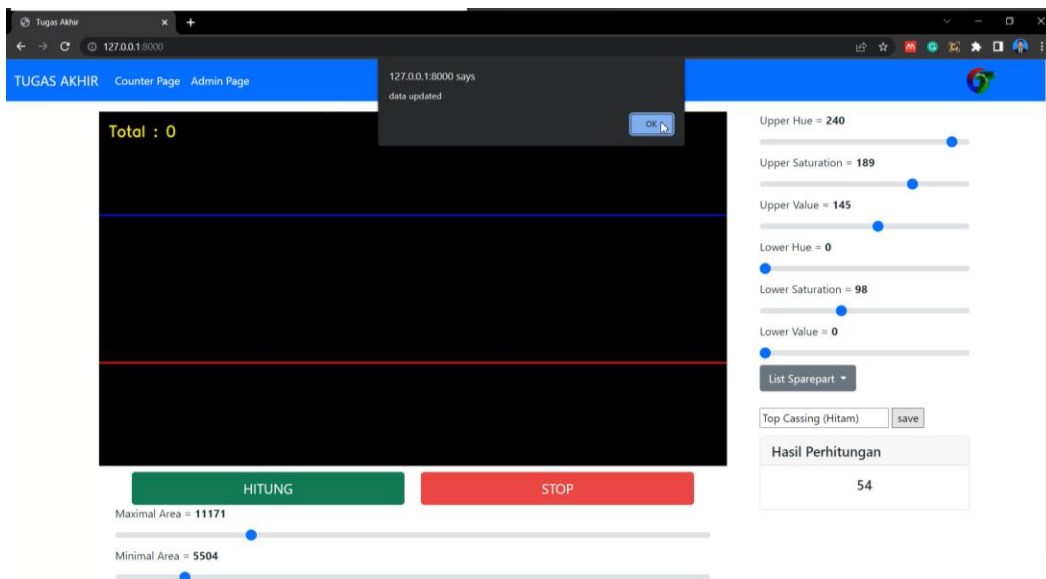 Tugas Akhir
127.0.0.1:8000
TUGAS AKHIR Counter Page Admin Page
127.0.0.1:8000 says
data updated
OK
Total : 0
Upper Hue = 240
Upper Saturation = 189
Upper Value = 145
Lower Hue = 0
Lower Saturation = 98
Lower Value = 0
List Sparepart
Top Cassing (Hitam) save
Hasil Perhitungan
54
HITUNG STOP
Maximal Area = 11171
Minimal Area = 5504